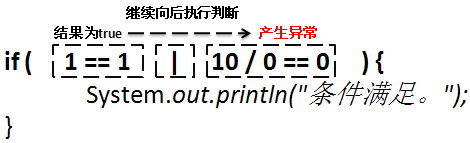 继续向后执行判断
结果为true 产生异常
if ( 1 == 1 | 10 / 0 == 0 ) {
System.out.println("条件满足。");
}